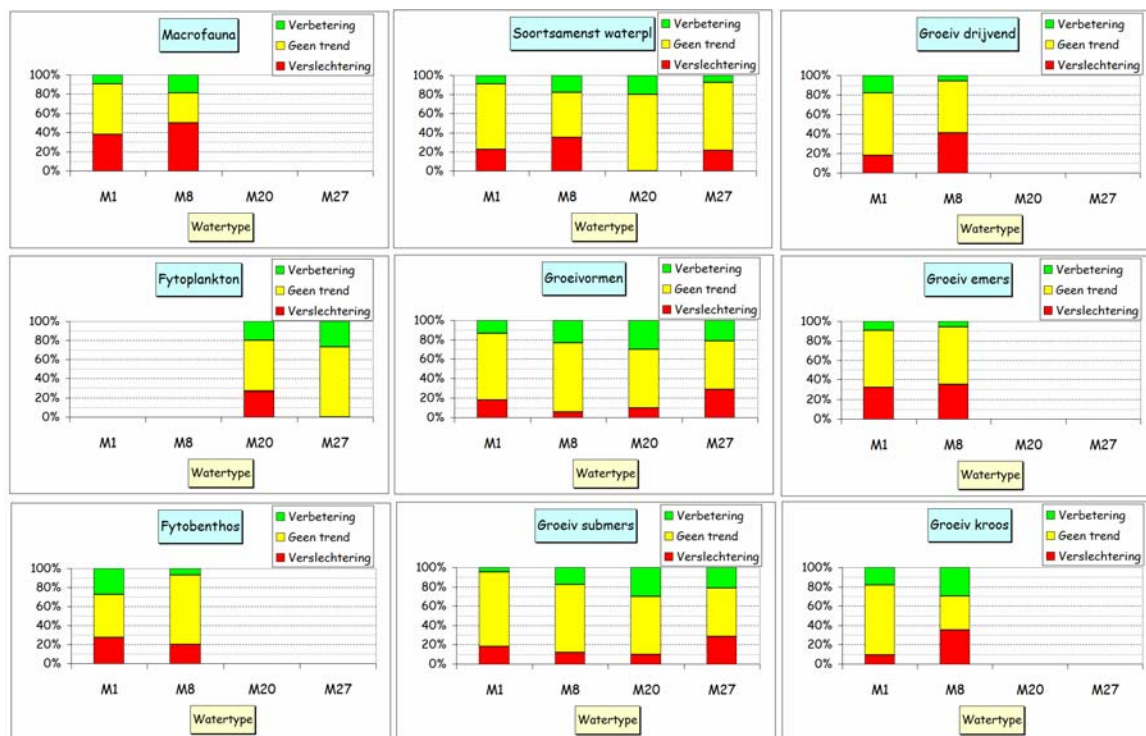 Macrofauna
Verbetering
Geen trend
Verslechtering
100%
80%
60%
40%
20%
0%
M1 M8 M20 M27
Watertype
Soortsamenst waterpl
Verbetering
Geen trend
Verslechtering
100%
80%
60%
40%
20%
0%
M1 M8 M20 M27
Watertype
Groeiv drijvend
Verbetering
Geen trend
Verslechtering
100%
80%
60%
40%
20%
0%
M1 M8 M20 M27
Watertype
Fytoplankton
Verbetering
Geen trend
Verslechtering
100%
80%
60%
40%
20%
0%
M1 M8 M20 M27
Watertype
Groeivormen
Verbetering
Geen trend
Verslechtering
100%
80%
60%
40%
20%
0%
M1 M8 M20 M27
Watertype
Groeiv emers
Verbetering
Geen trend
Verslechtering
100%
80%
60%
40%
20%
0%
M1 M8 M20 M27
Watertype
Fytobenthos
Verbetering
Geen trend
Verslechtering
100%
80%
60%
40%
20%
0%
M1 M8 M20 M27
Watertype
Groeiv submers
Verbetering
Geen trend
Verslechtering
100%
80%
60%
40%
20%
0%
M1 M8 M20 M27
Watertype
Groeiv kroos
Verbetering
Geen trend
Verslechtering
100%
80%
60%
40%
20%
0%
M1 M8 M20 M27
Watertype